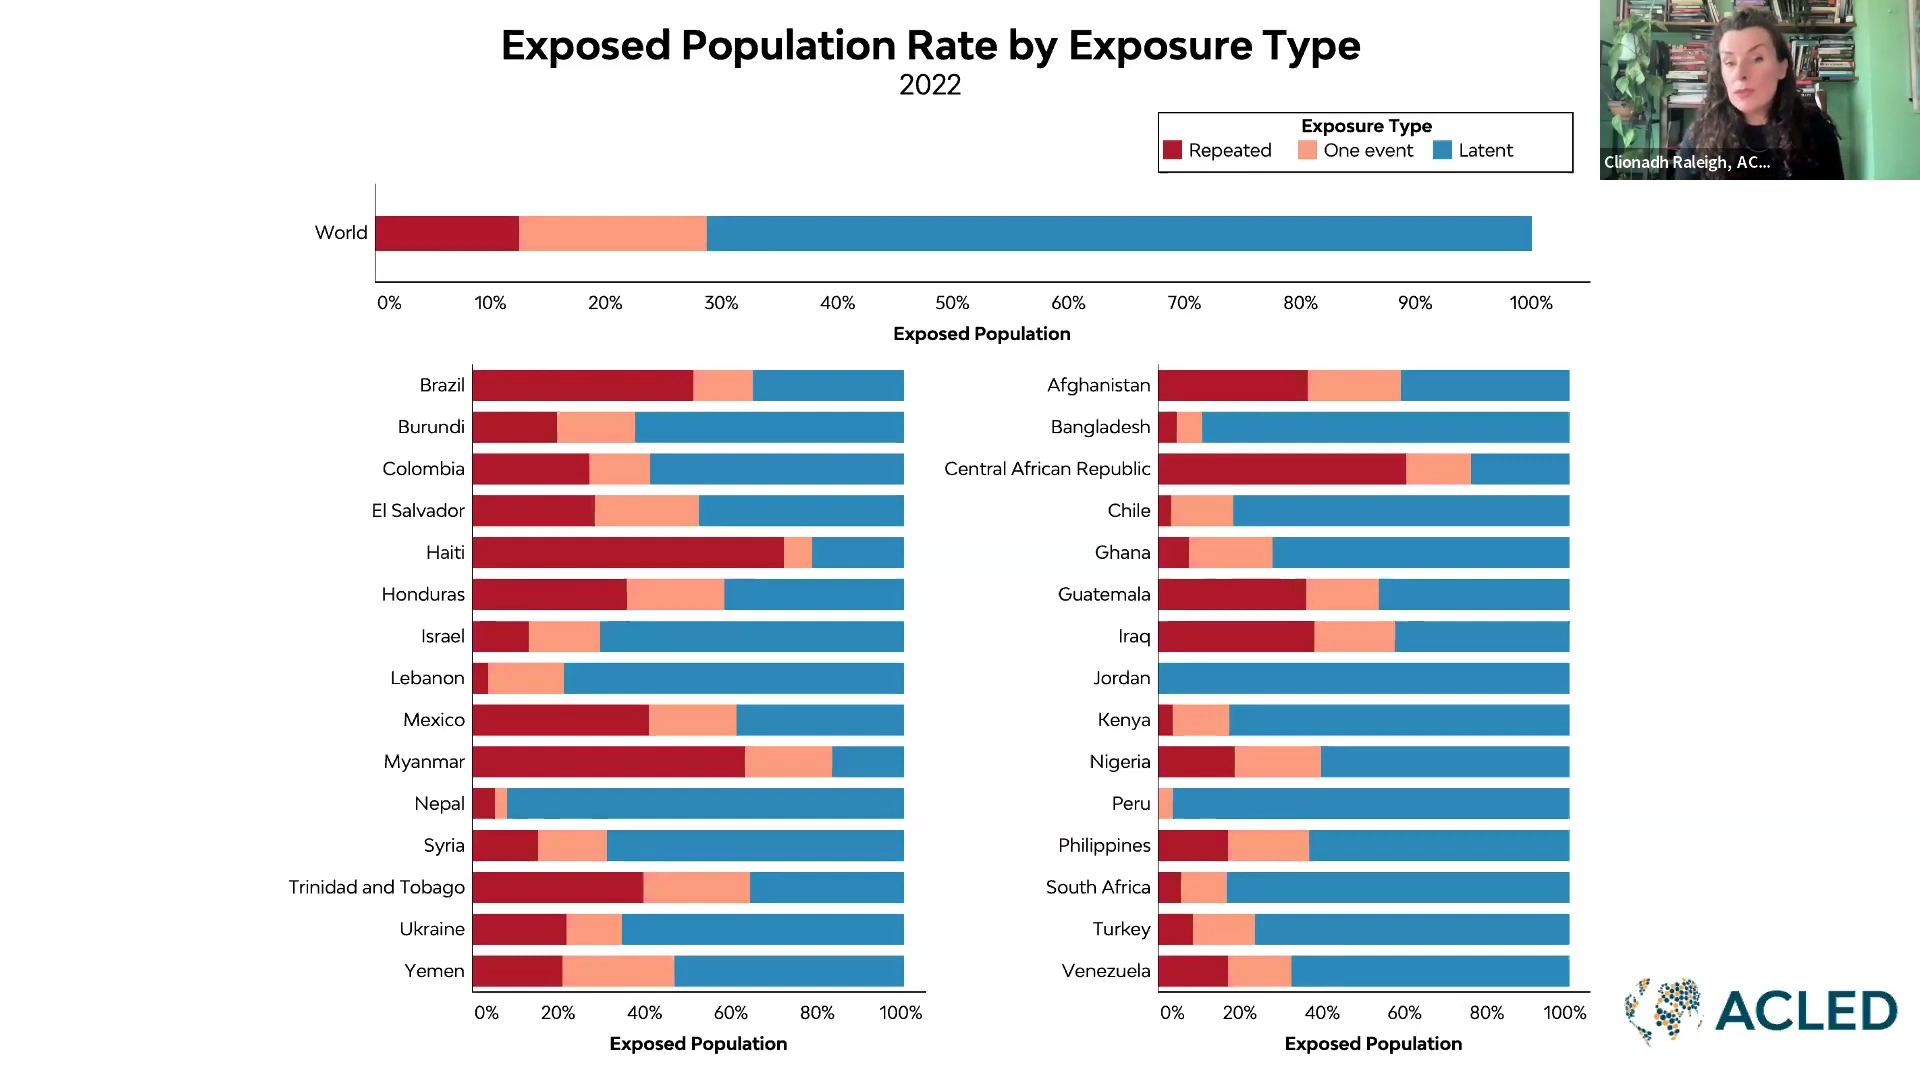 Exposed Population Rate by Exposure Type
2022
Exposure Type
Repeated One event Latent
Clionadh Raleigh, AC...
World
0% 10% 20% 30% 40% 50% 60% 70% 80% 90% 100%
Exposed Population
Brazil
Burundi
Colombia
El Salvador
Haiti
Honduras
Israel
Lebanon
Mexico
Myanmar
Nepal
Syria
Trinidad and Tobago
Ukraine
Yemen
0% 20% 40% 60% 80% 100%
Exposed Population
Afghanistan
Bangladesh
Central African Republic
Chile
Ghana
Guatemala
Iraq
Jordan
Kenya
Nigeria
Peru
Philippines
South Africa
Turkey
Venezuela
0% 20% 40% 60% 80% 100%
Exposed Population
ACLED